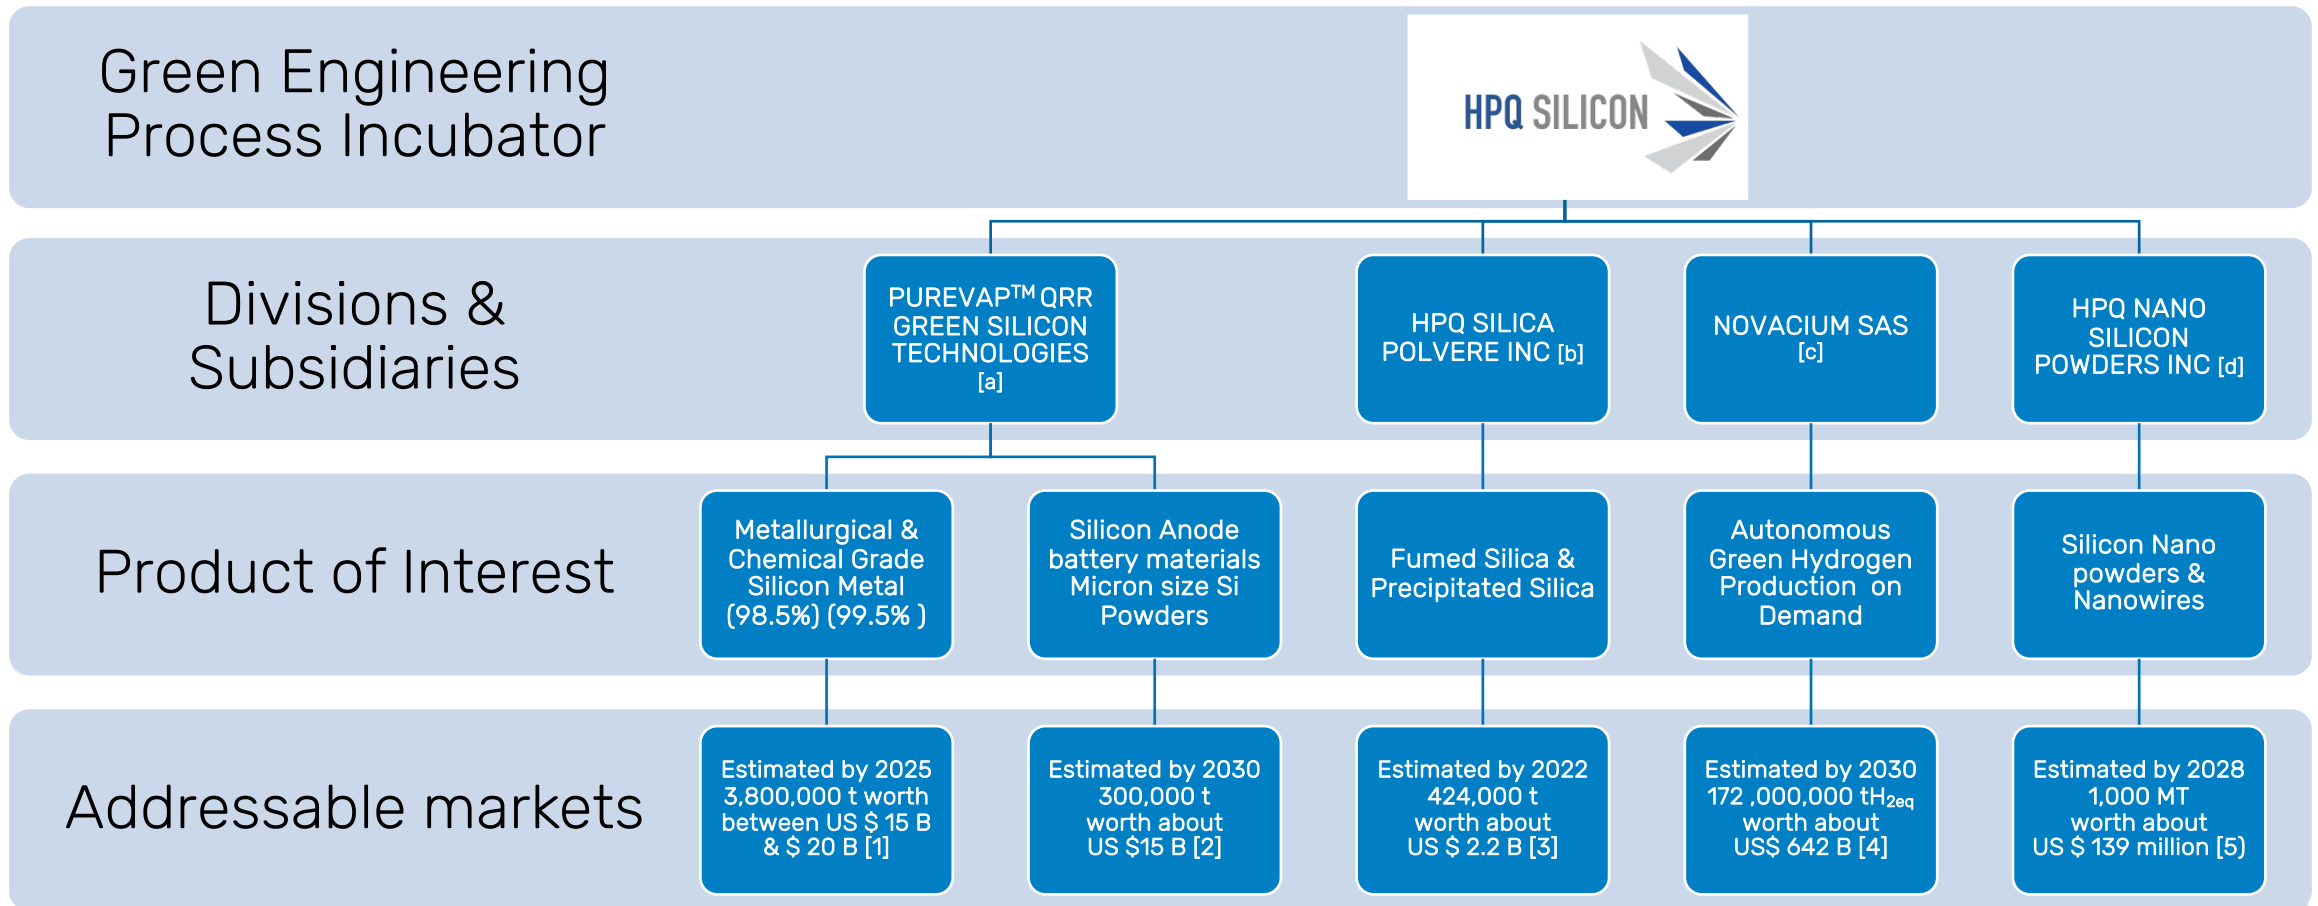 Green Engineering
Process Incubator
HPQ SILICON
Divisions &
Subsidiaries
PUREVAP™ QRR
GREEN SILICON
TECHNOLOGIES
[a]
HPQ SILICA
POLVERE INC [b]
NOVACIUM SAS
[c]
HPQ NANO
SILICON
POWDERS INC [d]
Product of Interest
Metallurgical &
Chemical Grade
Silicon Metal
(98.5%) (99.5% )
Silicon Anode
battery materials
Micron size Si
Powders
Fumed Silica &
Precipitated Silica
Autonomous
Green Hydrogen
Production  on
Demand
Silicon Nano
powders &
Nanowires
Addressable markets
Estimated by 2025
3,800,000 t worth
between US $ 15 B
& $ 20 B [1]
Estimated by 2030
300,000 t
worth about
US $15 B [2]
Estimated by 2022
424,000 t
worth about
US $ 2.2 B [3]
Estimated by 2030
172 ,000,000 tH2eq
worth about
US$ 642 B [4]
Estimated by 2028
1,000 MT
worth about
US $ 139 million [5)